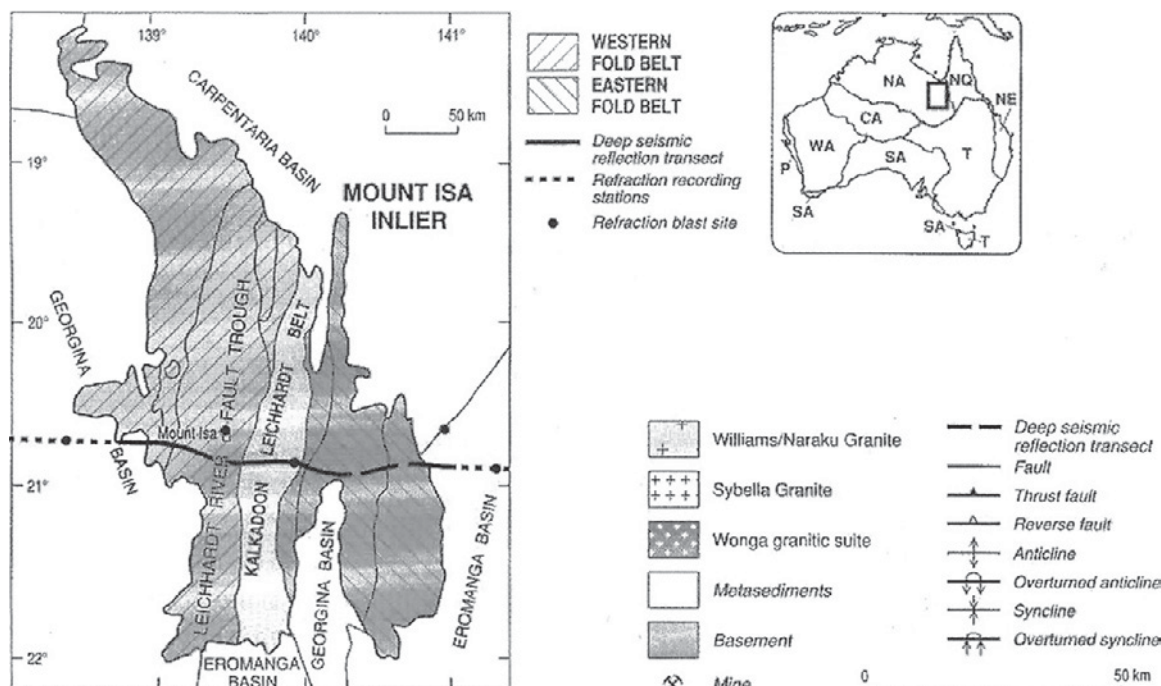 139°
140°
141°
19°
20°
21°
22°
CARPENTARIA BASIN
0 50 km
MOUNT ISA
INLIER
GEORGINA
BASIN
Mount Isa
LEICHHARDT RIVER FAULT TROUGH
KALKADOON
LEICHHARDT
BELT
GEORGINA BASIN
EROMANGA BASIN
EROMANGA
BASIN
WESTERN
FOLD BELT
EASTERN
FOLD BELT
Deep seismic
reflection transect
Refraction recording
stations
Refraction blast site
NA
NQ
NE
CA
WA
SA
T
P
SA
SA
T
Williams/Naraku Granite
Sybella Granite
Wonga granitic suite
Metasediments
Basement
Mine
Deep seismic
reflection transect
Fault
Thrust fault
Reverse fault
Anticline
Overturned anticline
Syncline
Overturned syncline
0 50 km